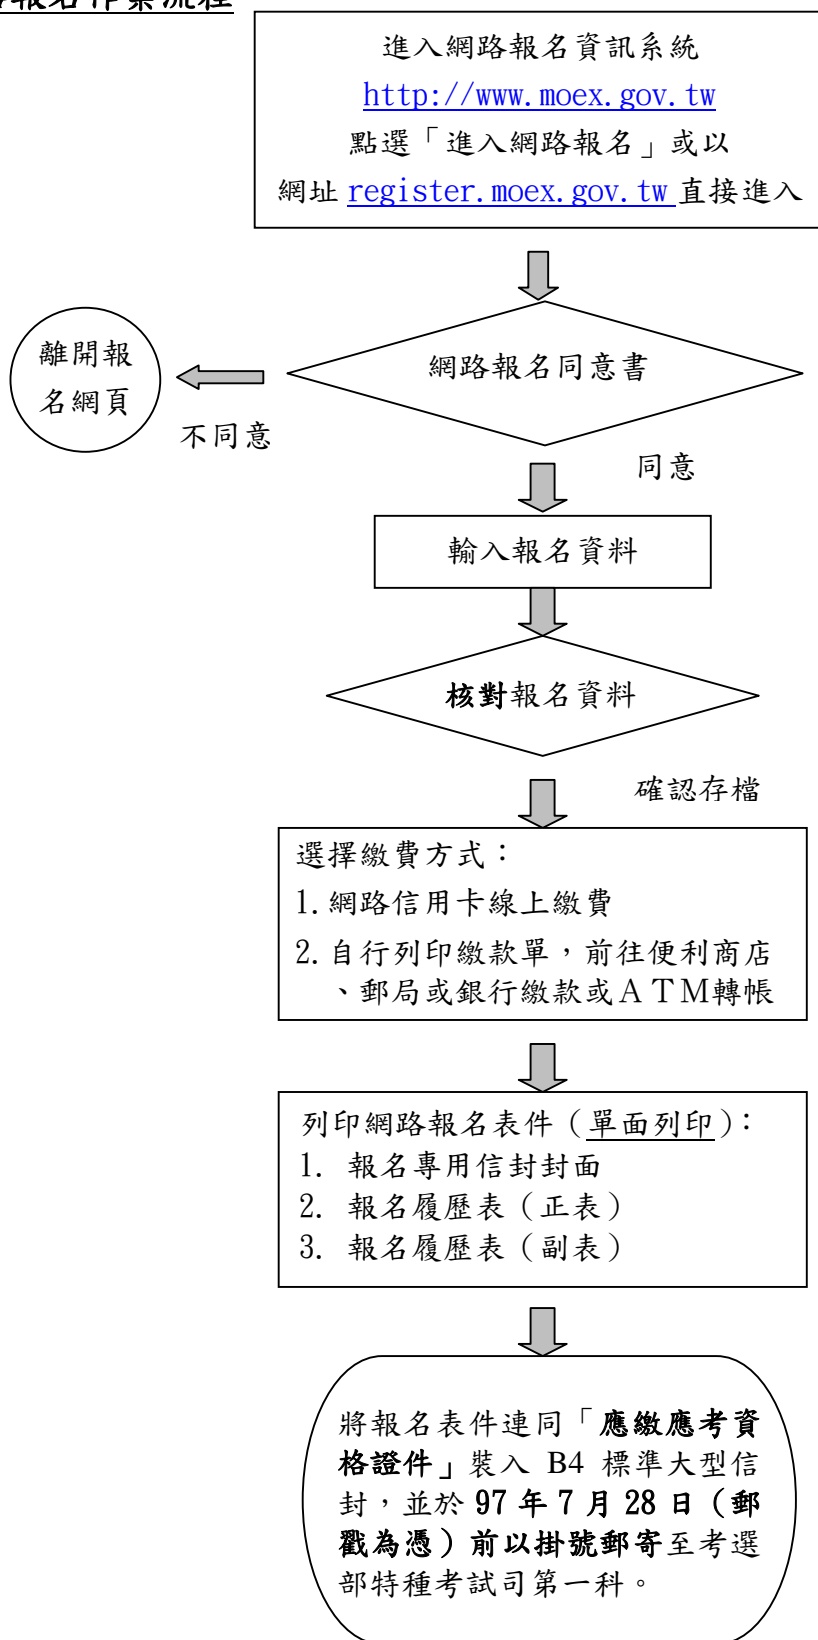 報名作業流程
進入網路報名資訊系統
http://www.moex.gov.tw
點選「進入網路報名」或以
網址 register.moex.gov.tw 直接進入
網路報名同意書
離開報
名網頁
不同意
同意
輸入報名資料
核對報名資料
確認存檔
選擇繳費方式：
1.網路信用卡線上繳費
2.自行列印繳款單，前往便利商店
、郵局或銀行繳款或ＡＴＭ轉帳
列印網路報名表件（單面列印）：
1. 報名專用信封封面
2. 報名履歷表（正表）
3. 報名履歷表（副表）
將報名表件連同「應繳應考資
格證件」裝入 B4 標準大型信
封，並於 97 年 7 月 28 日（郵
戳為憑）前以掛號郵寄至考選
部特種考試司第一科。